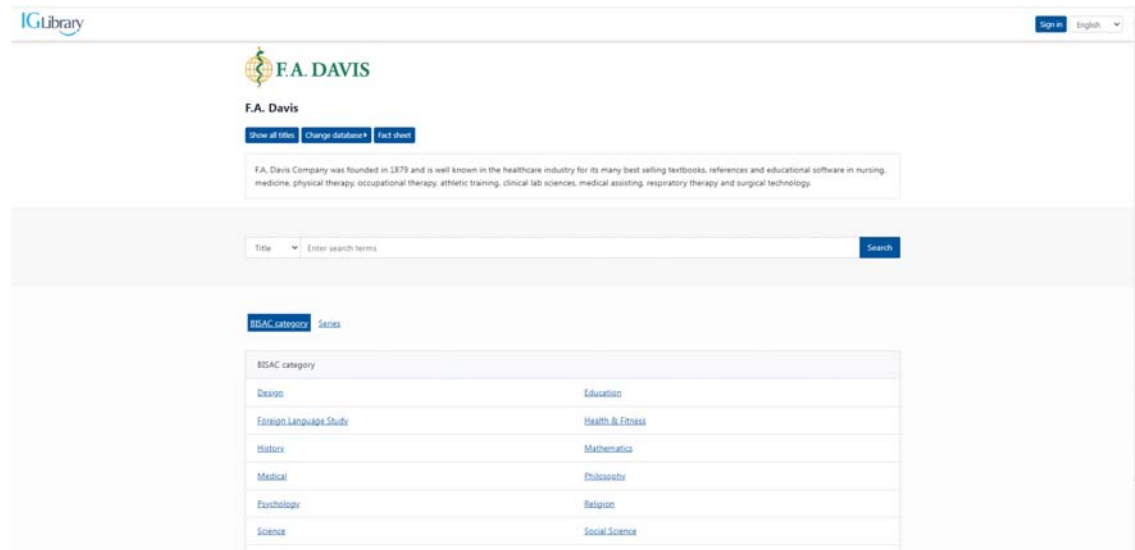 IGLibrary
Sign in English
F.A. DAVIS
F.A. Davis
Show all titles Change database Fact sheet
F.A. Davis Company was founded in 1879 and is well known in the healthcare industry for its many best selling textbooks, references and educational software in nursing,
medicine, physical therapy, occupational therapy, athletic training, clinical lab sciences, medical assisting, respiratory therapy and surgical technology.
Title Enter search terms Search
BISAC category Series
BISAC category
Design Education
Foreign Language Study Health & Fitness
History Mathematics
Medical Philosophy
Psychology Religion
Science Social Science